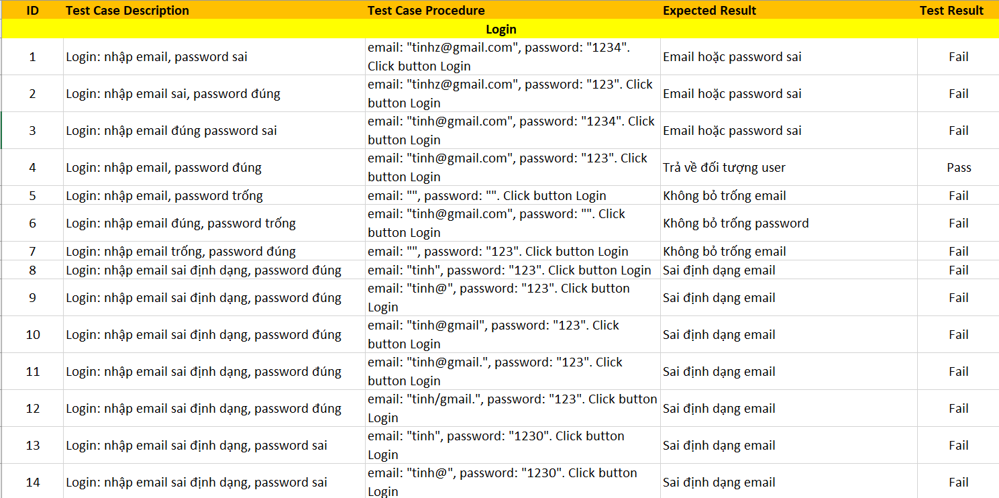 ID Test Case Description Test Case Procedure Expected Result Test Result
Login
1 Login: nhập email, password sai email: "tinhz@gmail.com", password: "1234". Email hoặc password sai Fail
Click button Login
2 Login: nhập email sai, password đúng email: "tinhz@gmail.com", password: "123". Click Email hoặc password sai Fail
button Login
3 Login: nhập email đúng password sai email: "tinh@gmail.com", password: "1234". Click Email hoặc password sai Fail
button Login
4 Login: nhập email, password đúng email: "tinh@gmail.com", password: "123". Click Trả về đối tượng user Pass
button Login
5 Login: nhập email, password trống email: "", password: "". Click button Login Không bỏ trống email Fail
6 Login: nhập email đúng, password trống email: "tinh@gmail.com", password: "". Click Không bỏ trống password Fail
button Login
7 Login: nhập email trống, password đúng email: "", password: "123". Click button Login Không bỏ trống email Fail
8 Login: nhập email sai định dạng, password đúng email: "tinh", password: "123". Click button Login Sai định dạng email Fail
9 Login: nhập email sai định dạng, password đúng email: "tinh@", password: "123". Click button Sai định dạng email Fail
Login
10 Login: nhập email sai định dạng, password đúng email: "tinh@gmail", password: "123". Click Sai định dạng email Fail
button Login
11 Login: nhập email sai định dạng, password đúng email: "tinh@gmail.", password: "123". Click Sai định dạng email Fail
button Login
12 Login: nhập email sai định dạng, password đúng email: "tinh/gmail.", password: "123". Click button Sai định dạng email Fail
Login
13 Login: nhập email sai định dạng, password sai email: "tinh", password: "1230". Click button Sai định dạng email Fail
Login
14 Login: nhập email sai định dạng, password sai email: "tinh@", password: "1230". Click button Sai định dạng email Fail
Login